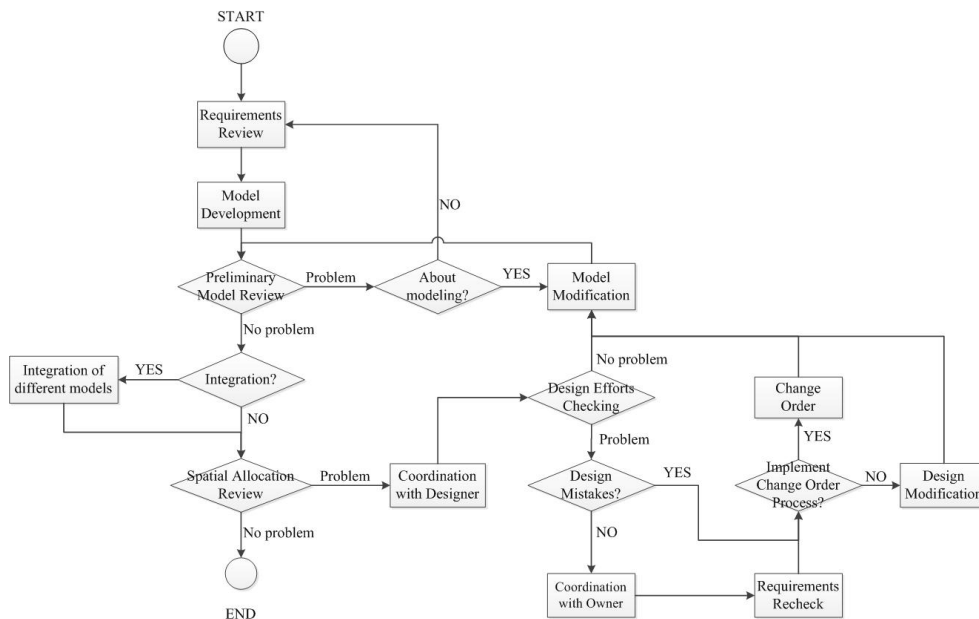 START
Requirements
Review
Model
Development
NO
Preliminary
Model Review
Problem
About
modeling?
YES
Model
Modification
No problem
Integration of
different models
YES
Integration?
NO
No problem
Design Efforts
Checking
Change
Order
Problem
YES
Spatial Allocation
Review
Problem
Coordination
with Designer
Design
Mistakes?
YES
Implement
Change Order
Process?
NO
Design
Modification
No problem
NO
Coordination
with Owner
Requirements
Recheck
END